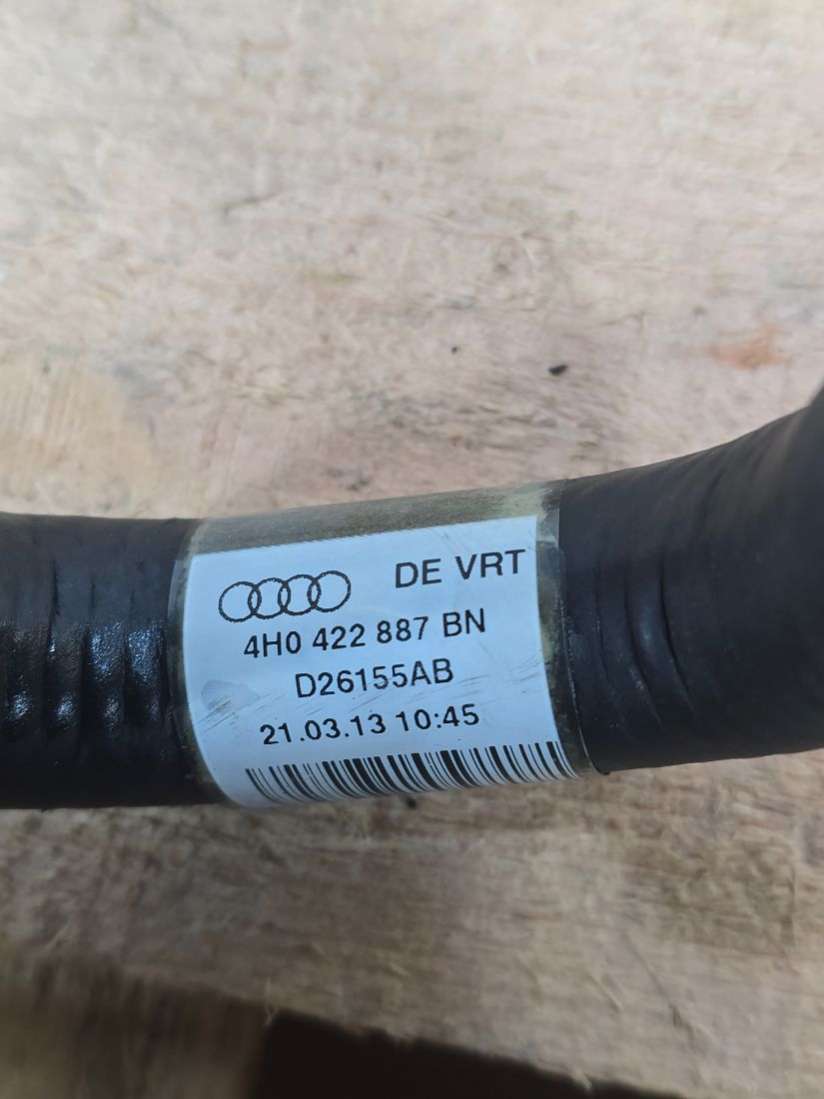 DE VRT
4H0 422 887 BN
D26155AB
21.03.13 10:45